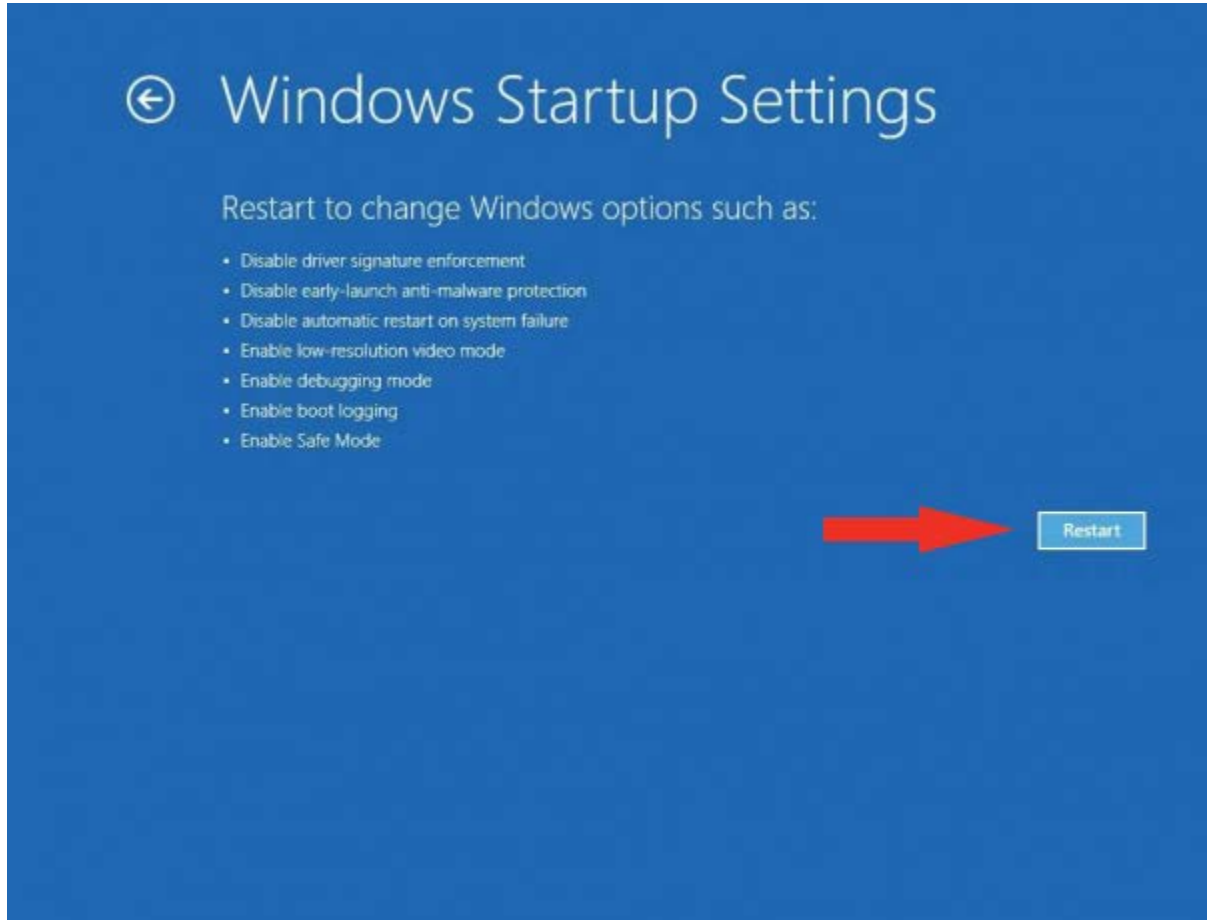 Windows Startup Settings
Restart to change Windows options such as:
• Disable driver signature enforcement
• Disable early-launch anti-malware protection
• Disable automatic restart on system failure
• Enable low-resolution video mode
• Enable debugging mode
• Enable boot logging
• Enable Safe Mode
Restart